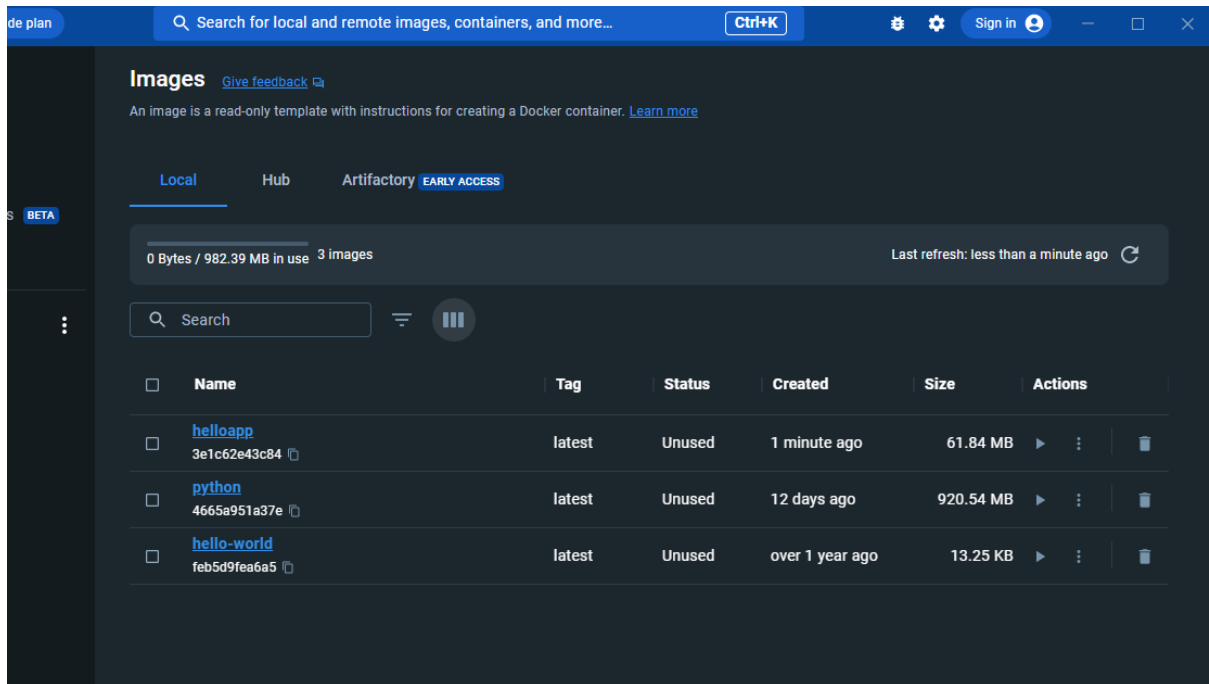 de plan
Search for local and remote images, containers, and more...
Ctrl+K
Sign in
Images Give feedback
An image is a read-only template with instructions for creating a Docker container. Learn more
Local Hub Artifactory EARLY ACCESS
S BETA
0 Bytes / 982.39 MB in use 3 images Last refresh: less than a minute ago
Search
Name Tag Status Created Size Actions
helloapp
3e1c62e43c84
latest Unused 1 minute ago 61.84 MB
python
4665a951a37e
latest Unused 12 days ago 920.54 MB
hello-world
feb5d9fea6a5
latest Unused over 1 year ago 13.25 KB